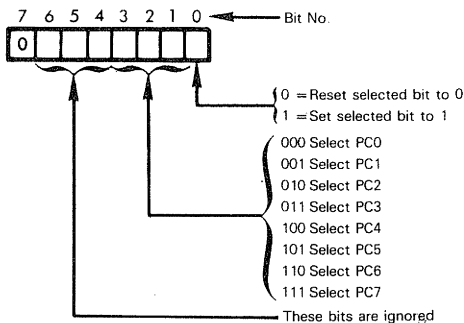 7 6 5 4 3 2 1 0 Bit No.
0
0 = Reset selected bit to 0
1 = Set selected bit to 1
000 Select PC0
001 Select PC1
010 Select PC2
011 Select PC3
100 Select PC4
101 Select PC5
110 Select PC6
111 Select PC7
These bits are ignored